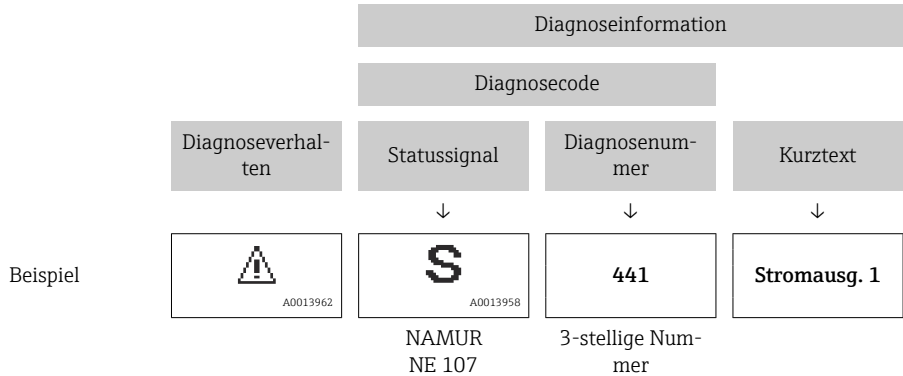 Diagnoseinformation
Diagnosecode
Diagnoseverhal-
ten
Statussignal
Diagnosenum-
mer
Kurztext
↓ ↓ ↓
Beispiel
A0013962
S
A0013958
441
Stromausg. 1
NAMUR
NE 107
3-stellige Num-
mer